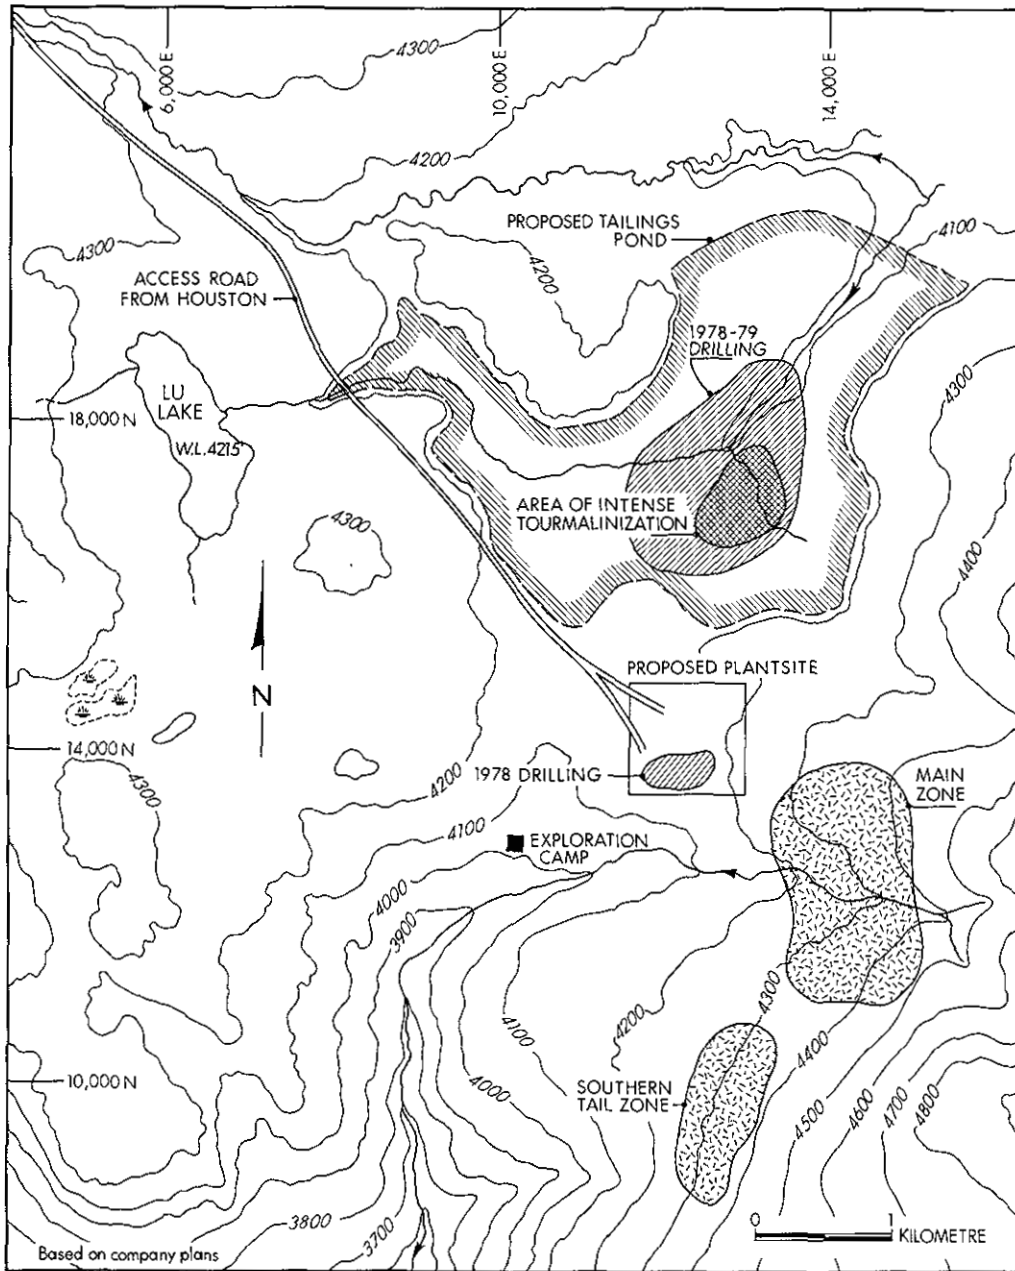 4300
6,000 E
10,000 E
14,000 E
4200
PROPOSED TAILINGS
POND
4100
4300
4200
ACCESS ROAD
FROM HOUSTON
1978-79
DRILLING
4300
LU
LAKE
18,000 N
W.L. 4215'
AREA OF INTENSE
TOURMALINIZATION
4300
4400
N
PROPOSED PLANTSITE
14,000 N
4300
4200
1978 DRILLING
MAIN
ZONE
4100
EXPLORATION
CAMP
4000
3900
4300
4200
4100
4400
10,000 N
4000
SOUTHERN
TAIL ZONE
4500
4600
4700
4800
3800
3700
0
1
KILOMETRE
Based on company plans